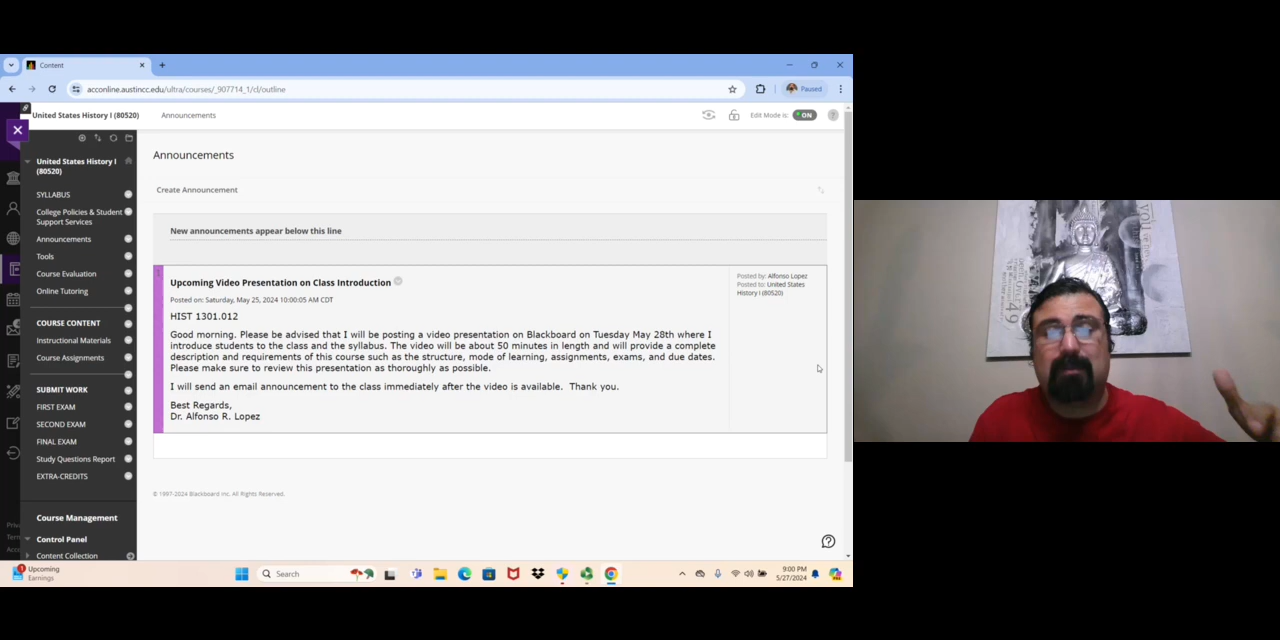 Content
acconline.austincc.edu/ultra/courses/_907714_1/cl/outline
Paused
United States History I (80520)
Announcements
Edit Mode is:
ON
United States History I
(80520)
SYLLABUS
College Policies & Student
Support Services
Announcements
Tools
Course Evaluation
Online Tutoring
COURSE CONTENT
Instructional Materials
Course Assignments
SUBMIT WORK
FIRST EXAM
SECOND EXAM
FINAL EXAM
Study Questions Report
EXTRA-CREDITS
Course Management
Control Panel
Content Collection
Priv
Tern
Acc
Announcements
Create Announcement
New announcements appear below this line
1
Upcoming Video Presentation on Class Introduction
Posted on: Saturday, May 25, 2024 10:00:05 AM CDT
HIST 1301.012
Good morning. Please be advised that I will be posting a video presentation on Blackboard on Tuesday May 28th where I
introduce students to the class and the syllabus. The video will be about 50 minutes in length and will provide a complete
description and requirements of this course such as the structure, mode of learning, assignments, exams, and due dates.
Please make sure to review this presentation as thoroughly as possible.
I will send an email announcement to the class immediately after the video is available. Thank you.
Best Regards,
Dr. Alfonso R. Lopez
Posted by: Alfonso Lopez
Posted to: United States
History I (80520)
© 1997-2024 Blackboard Inc. All Rights Reserved.
1
Upcoming
Earnings
Search
9:00 PM
5/27/2024
you